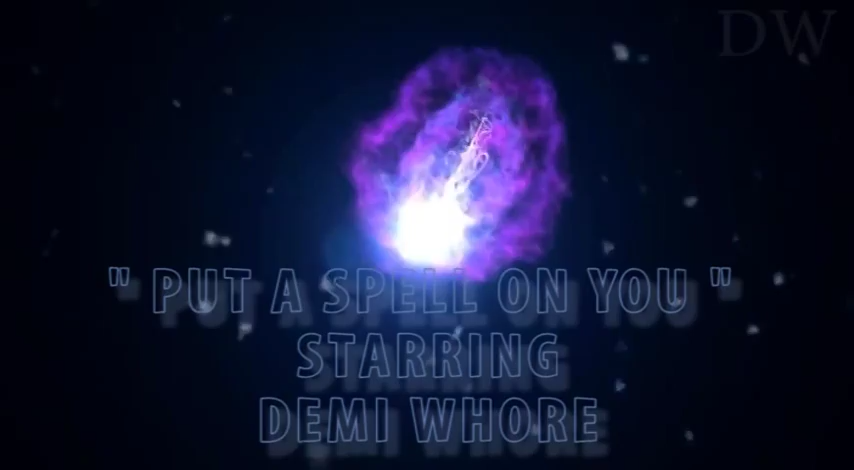 DW
" PUT A SPELL ON YOU "
STARRING
DEMI WHORE